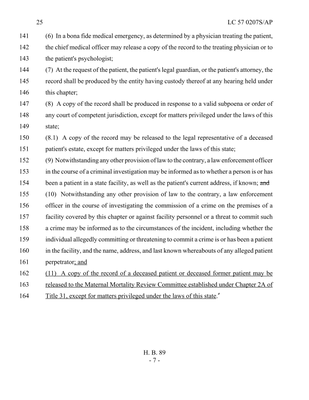 25 LC 57 0207S/AP
141 (6) In a bona fide medical emergency, as determined by a physician treating the patient,
142 the chief medical officer may release a copy of the record to the treating physician or to
143 the patient's psychologist;
144 (7) At the request of the patient, the patient's legal guardian, or the patient's attorney, the
145 record shall be produced by the entity having custody thereof at any hearing held under
146 this chapter;
147 (8) A copy of the record shall be produced in response to a valid subpoena or order of
148 any court of competent jurisdiction, except for matters privileged under the laws of this
149 state;
150 (8.1) A copy of the record may be released to the legal representative of a deceased
151 patient's estate, except for matters privileged under the laws of this state;
152 (9) Notwithstanding any other provision of law to the contrary, a law enforcement officer
153 in the course of a criminal investigation may be informed as to whether a person is or has
154 been a patient in a state facility, as well as the patient's current address, if known; and
155 (10) Notwithstanding any other provision of law to the contrary, a law enforcement
156 officer in the course of investigating the commission of a crime on the premises of a
157 facility covered by this chapter or against facility personnel or a threat to commit such
158 a crime may be informed as to the circumstances of the incident, including whether the
159 individual allegedly committing or threatening to commit a crime is or has been a patient
160 in the facility, and the name, address, and last known whereabouts of any alleged patient
161 perpetrator; and
162 (11) A copy of the record of a deceased patient or deceased former patient may be
163 released to the Maternal Mortality Review Committee established under Chapter 2A of
164 Title 31, except for matters privileged under the laws of this state."
H. B. 89
- 7 -